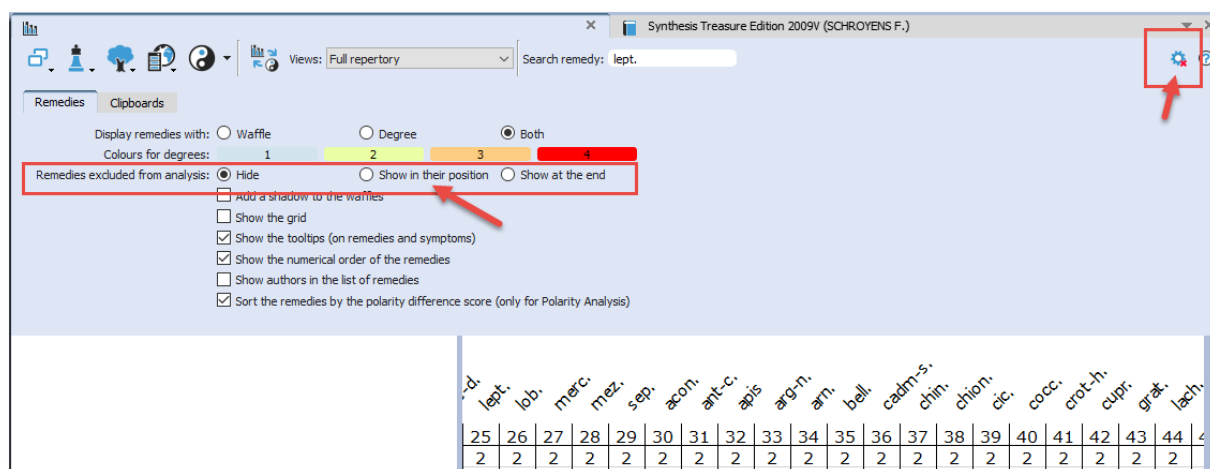 Synthesis Treasure Edition 2009V (SCHROYENS F.)
Views: Full repertory Search remedy: lept.
Remedies Clipboards
Display remedies with: Waffle Degree Both
Colours for degrees: 1 2 3 4
Remedies excluded from analysis: Hide Show in their position Show at the end
Add a shadow to the waffles
Show the grid
Show the tooltips (on remedies and symptoms)
Show the numerical order of the remedies
Show authors in the list of remedies
Sort the remedies by the polarity difference score (only for Polarity Analysis)
-d. lept. lob. merc. mez. sep. acon. ant-c. apis arg-n. arn. bell. cadm-s. chin. chion. cic. cocc. crot-h. cupr. grat. lach.
25 26 27 28 29 30 31 32 33 34 35 36 37 38 39 40 41 42 43 44
2 2 2 2 2 2 2 2 2 2 2 2 2 2 2 2 2 2 2 2